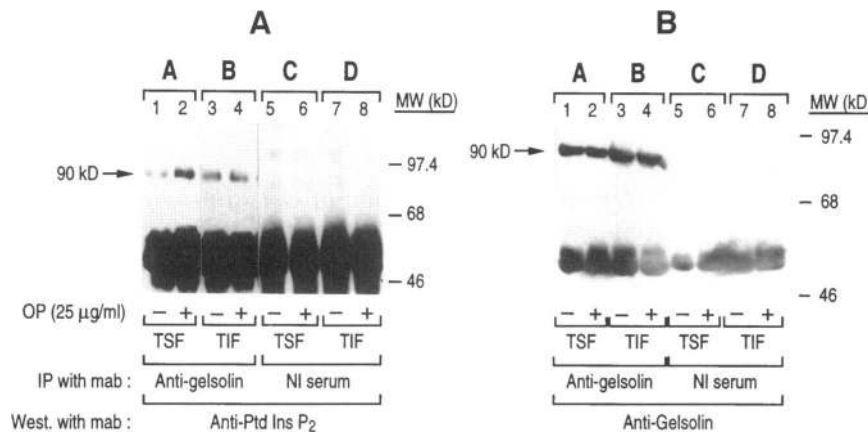 A
B
A B C D
1 2 3 4 5 6 7 8
MW (kD)
90 kD
97.4
68
46
OP (25 μg/ml)
− + − + − + − +
TSF TIF TSF TIF
IP with mab : Anti-gelsolin NI serum
West. with mab : Anti-Ptd Ins P2
A B C D
1 2 3 4 5 6 7 8
MW (kD)
90 kD
97.4
68
46
− + − + − + − +
TSF TIF TSF TIF
Anti-gelsolin NI serum
Anti-Gelsolin